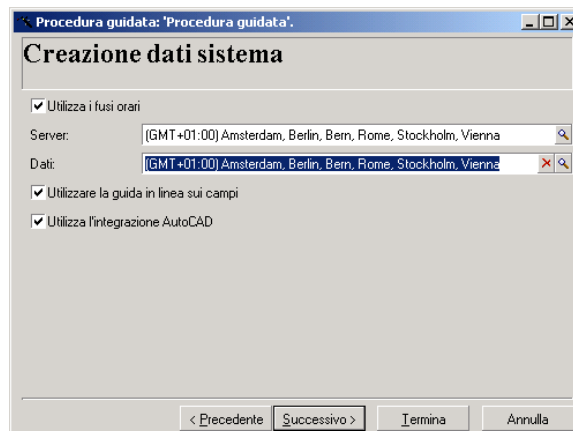 Procedura guidata: 'Procedura guidata'.
Creazione dati sistema
Utilizza i fusi orari
Server: (GMT+01:00) Amsterdam, Berlin, Bern, Rome, Stockholm, Vienna
Dati: (GMT+01:00) Amsterdam, Berlin, Bern, Rome, Stockholm, Vienna
Utilizzare la guida in linea sui campi
Utilizza l'integrazione AutoCAD
< Precedente Successivo > Termina Annulla